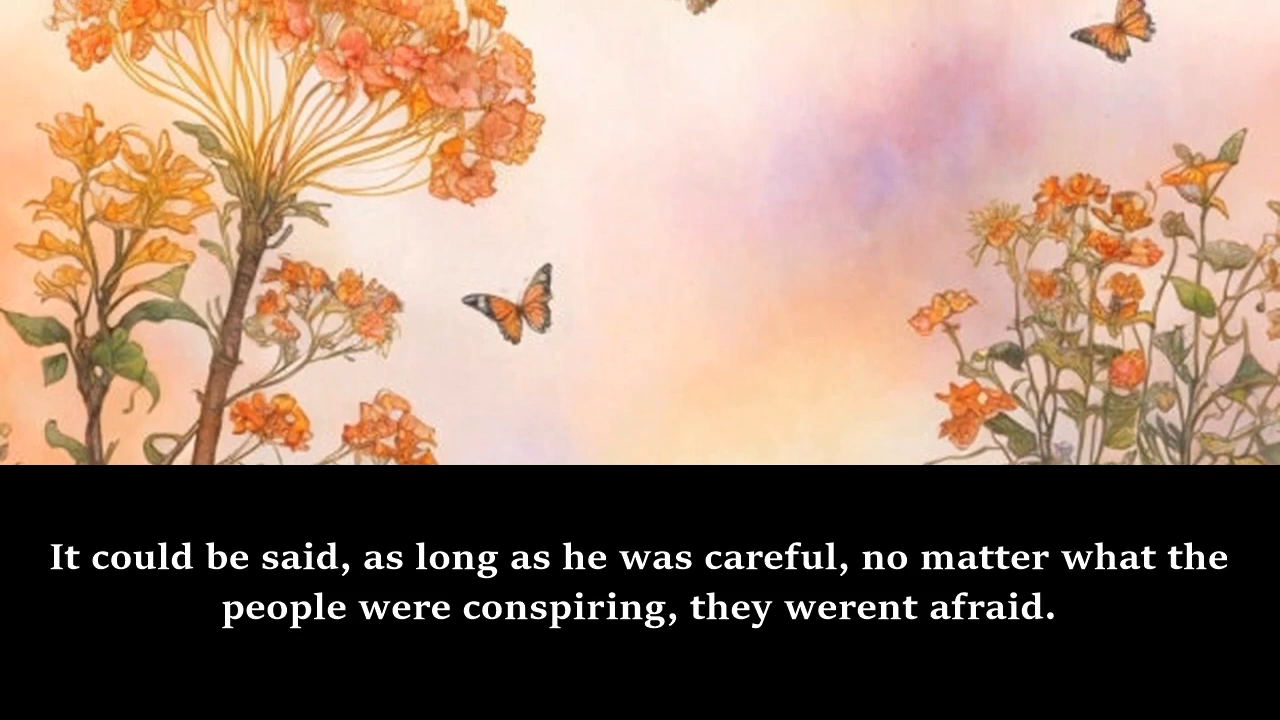 It could be said, as long as he was careful, no matter what the
people were conspiring, they werent afraid.